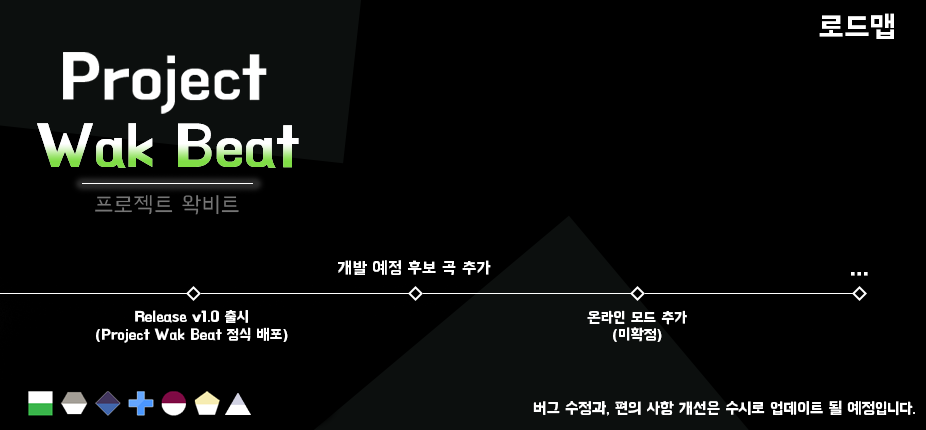 로드맵
Project
Wak Beat
프로젝트 왁비트
개발 예정 후보 곡 추가
...
Release v1.0 출시
(Project Wak Beat 정식 배포)
온라인 모드 추가
(미확정)
버그 수정과, 편의 사항 개선은 수시로 업데이트 될 예정입니다.